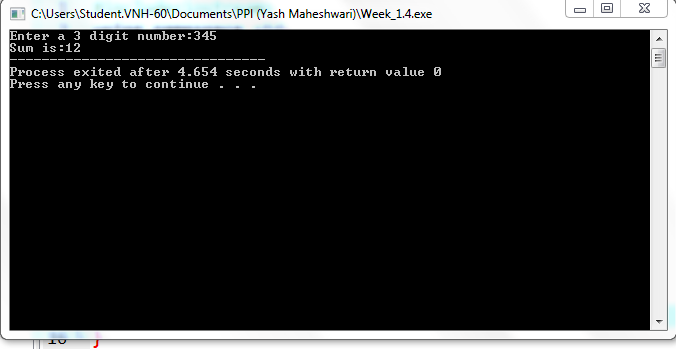 C:\Users\Student.VNH-60\Documents\PPI (Yash Maheshwari)\Week_1.4.exe
Enter a 3 digit number:345
Sum is:12
--------------------------------
Process exited after 4.654 seconds with return value 0
Press any key to continue . . .
}